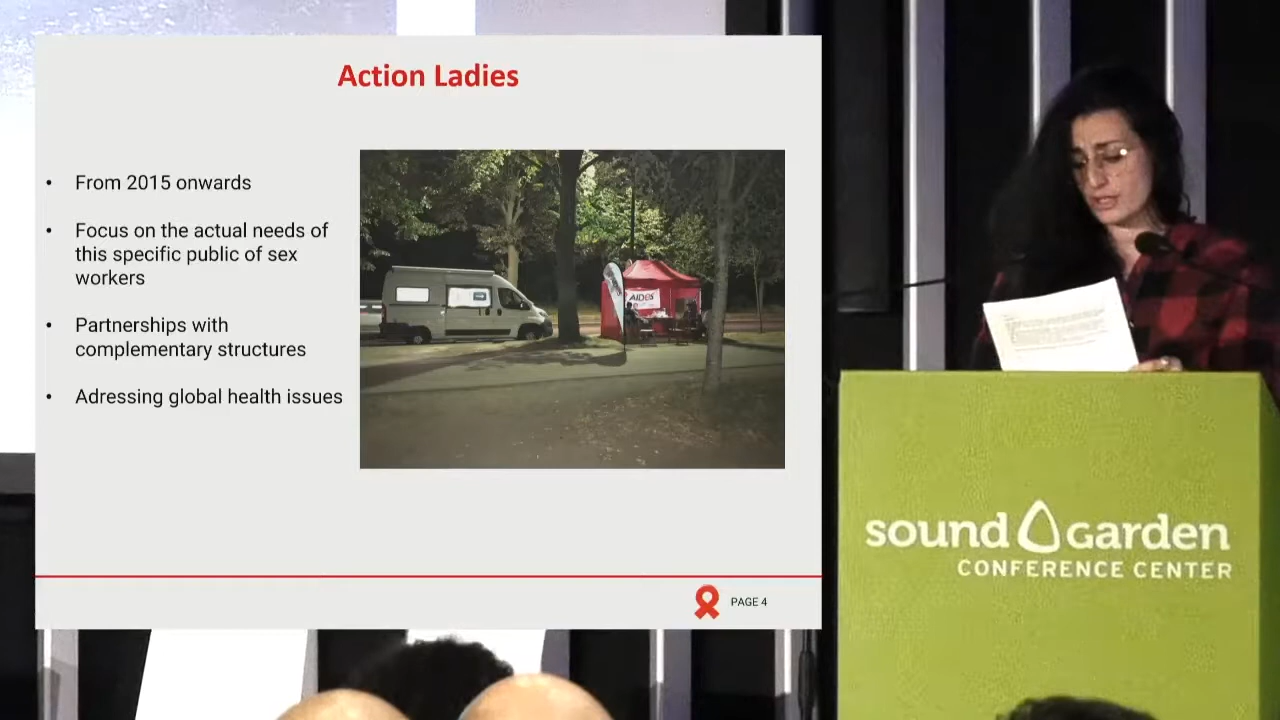 Action Ladies
• From 2015 onwards
• Focus on the actual needs of
this specific public of sex
workers
• Partnerships with
complementary structures
• Adressing global health issues
AIDES
PAGE 4
sound garden
CONFERENCE CENTER